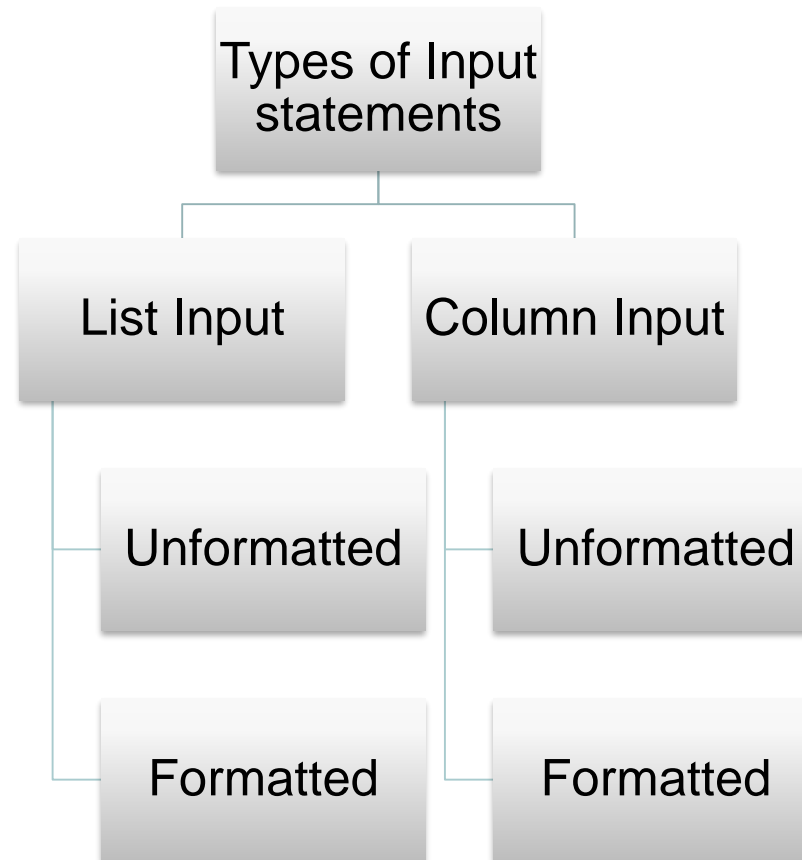 Types of Input
statements
List Input
Column Input
Unformatted
Unformatted
Formatted
Formatted